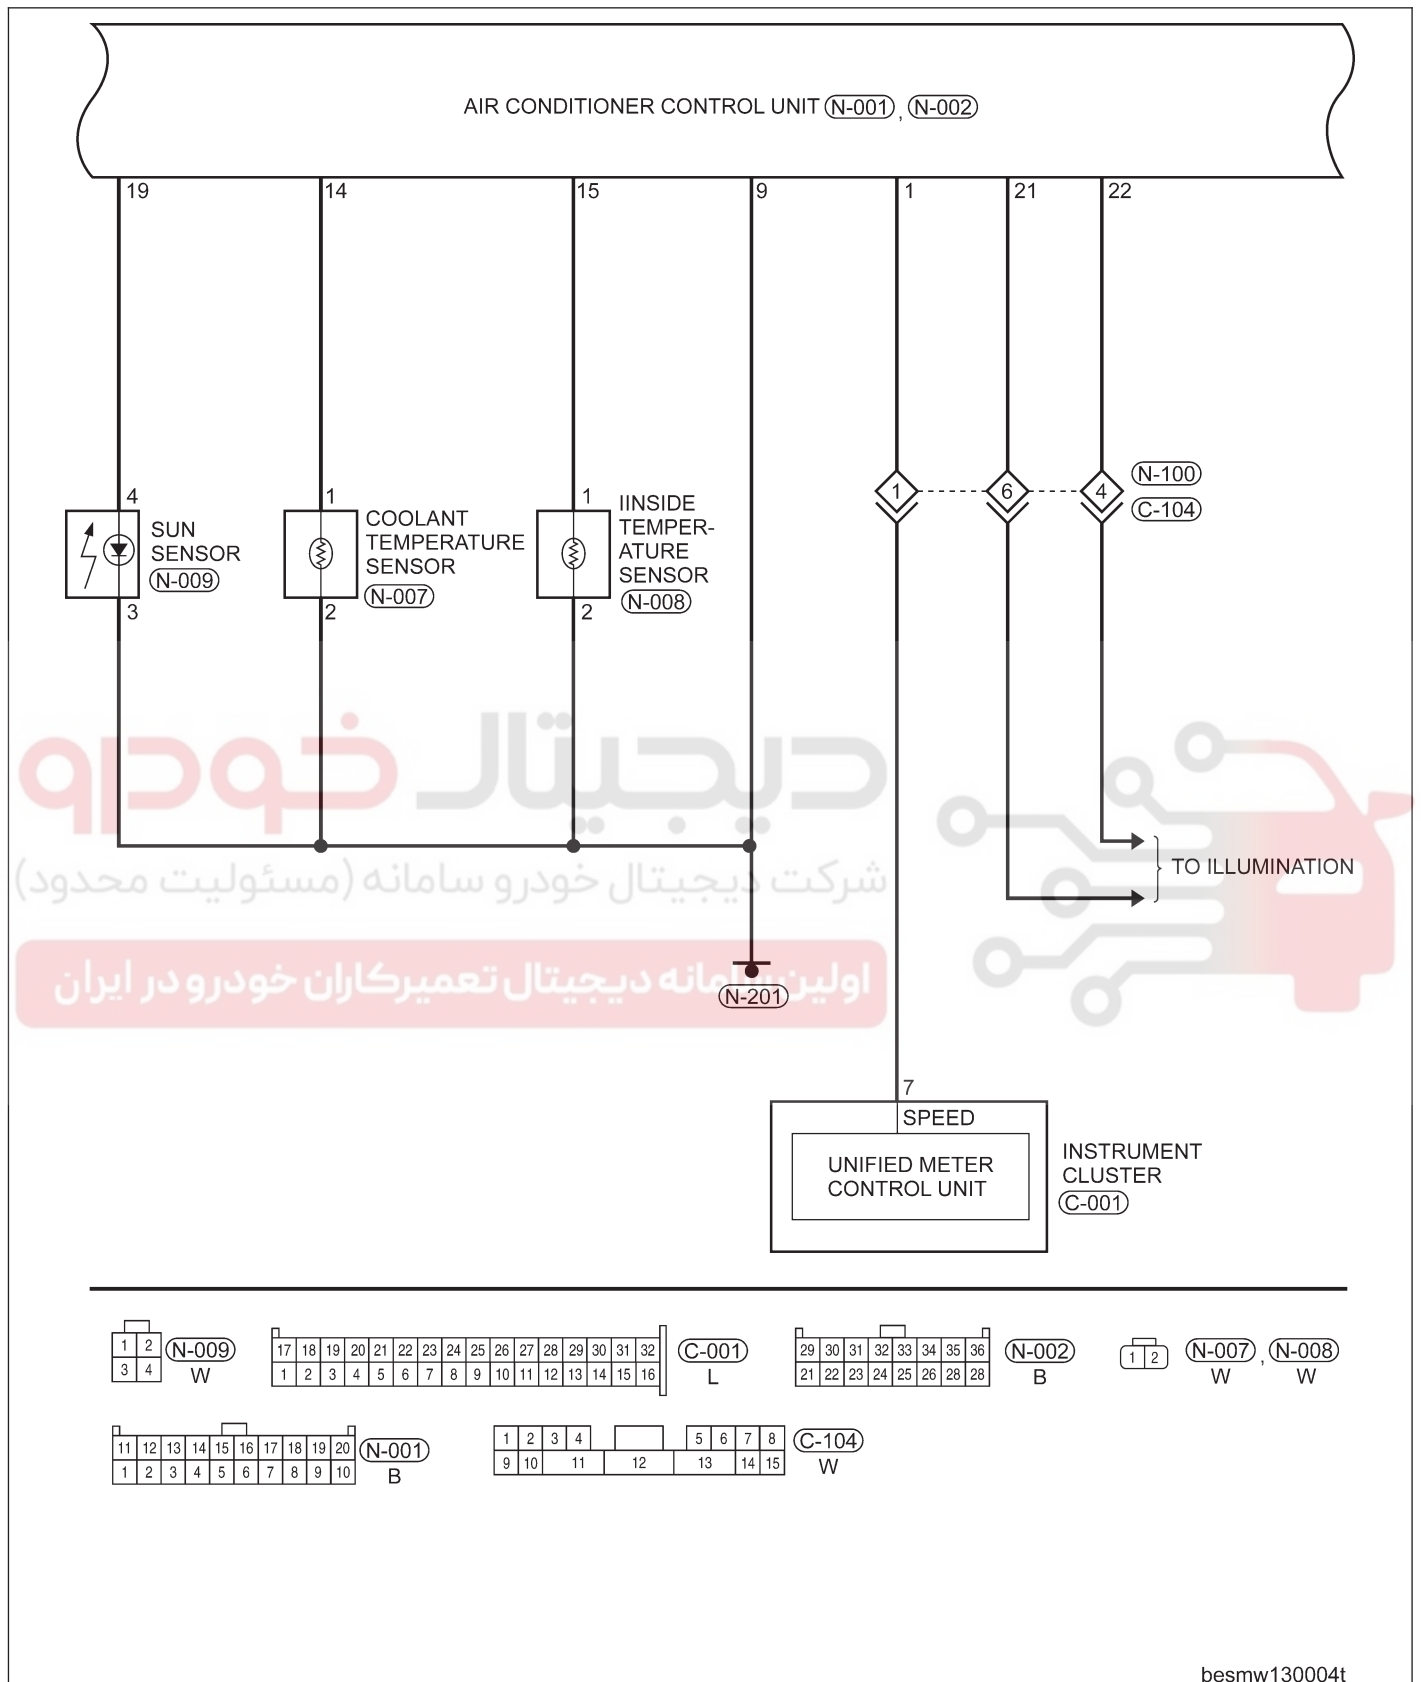 AIR CONDITIONER CONTROL UNIT N-001 , N-002
19 14 15 9 1 21 22
1 6 4 N-100
C-104
4
SUN
SENSOR
N-009
3
1
COOLANT
TEMPERATURE
SENSOR
N-007
2
1
IINSIDE
TEMPER-
ATURE
SENSOR
N-008
2
دیجیتال خودرو
شرکت دیجیتال خودرو سامانه (مسئولیت محدود)
اولین سامانه دیجیتال تعمیرکاران خودرو در ایران
TO ILLUMINATION
N-201
7
SPEED
UNIFIED METER
CONTROL UNIT
INSTRUMENT
CLUSTER
C-001
1 2
3 4
N-009
W
17 18 19 20 21 22 23 24 25 26 27 28 29 30 31 32
1 2 3 4 5 6 7 8 9 10 11 12 13 14 15 16
C-001
L
29 30 31 32 33 34 35 36
21 22 23 24 25 26 28 28
N-002
B
1 2
N-007 , N-008
W W
11 12 13 14 15 16 17 18 19 20
1 2 3 4 5 6 7 8 9 10
N-001
B
1 2 3 4 5 6 7 8
9 10 11 12 13 14 15
C-104
W
besmw130004t